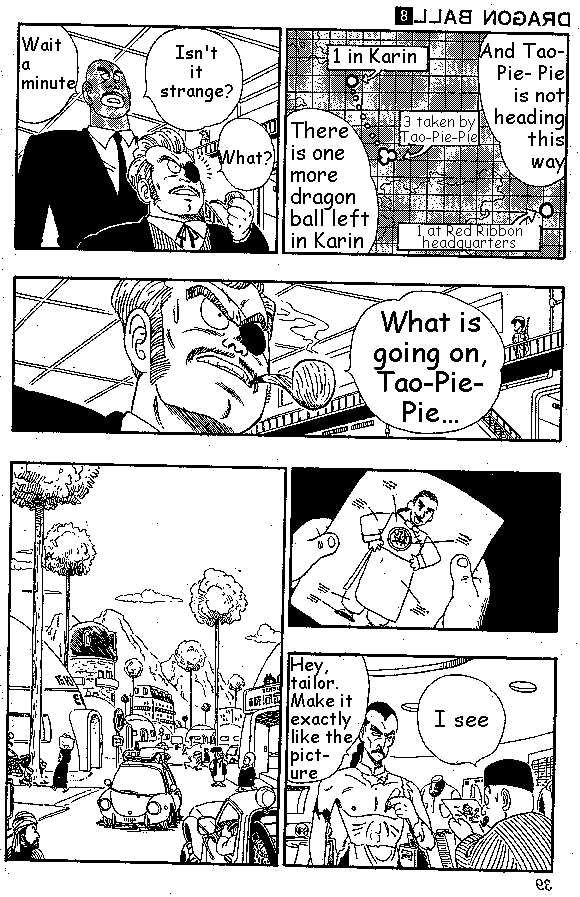 DRAGON BALL 8
Wait
a
minute
Isn't
it
strange?
What?
1 in Karin
3 taken by
Tao-Pie-Pie
1 at Red Ribbon
headquarters
There
is one
more
dragon
ball left
in Karin
And Tao-
Pie- Pie
is not
heading
this
way
What is
going on,
Tao-Pie-
Pie...
Hey,
tailor.
Make it
exactly
like the
pict-
ure
I see
39